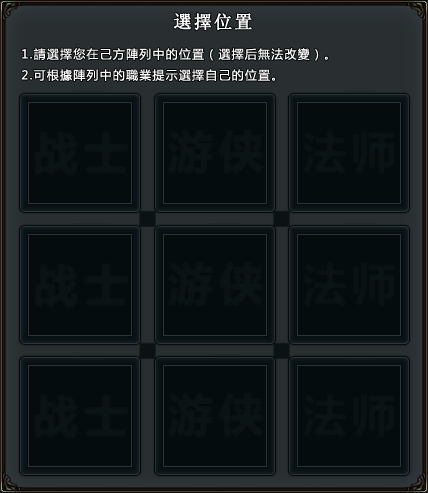 選擇位置
1.請選擇您在己方陣列中的位置（選擇后無法改變）。
2.可根據陣列中的職業提示選擇自己的位置。
战士 游侠 法师
战士 游侠 法师
战士 游侠 法师